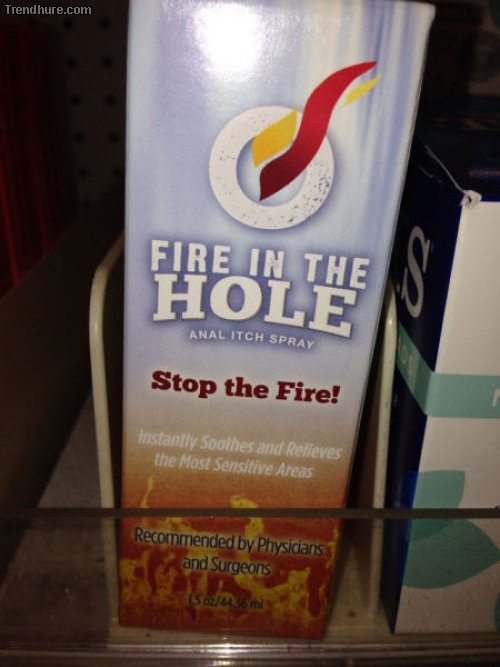 Trendhure.com
FIRE IN THE
HOLE
ANAL ITCH SPRAY
Stop the Fire!
Instantly Soothes and Relieves
the Most Sensitive Areas
Recommended by Physicians
and Surgeons
1.5 oz/44.36 ml
S